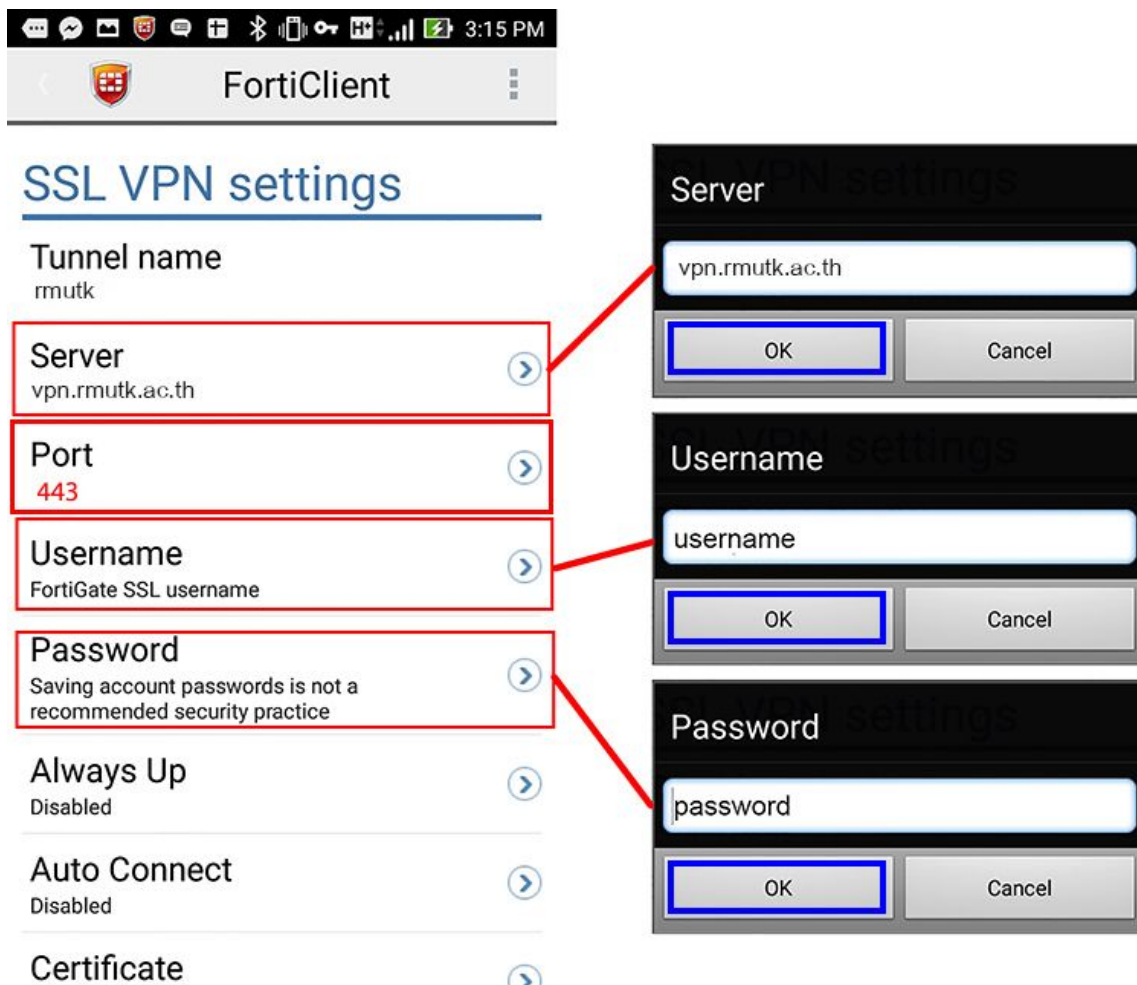 3:15 PM
FortiClient
SSL VPN settings
Tunnel name
rmutk
Server
vpn.rmutk.ac.th
Port
443
Username
FortiGate SSL username
Password
Saving account passwords is not a
recommended security practice
Always Up
Disabled
Auto Connect
Disabled
Certificate
Server
vpn.rmutk.ac.th
OK
Cancel
Username
username
OK
Cancel
Password
password
OK
Cancel